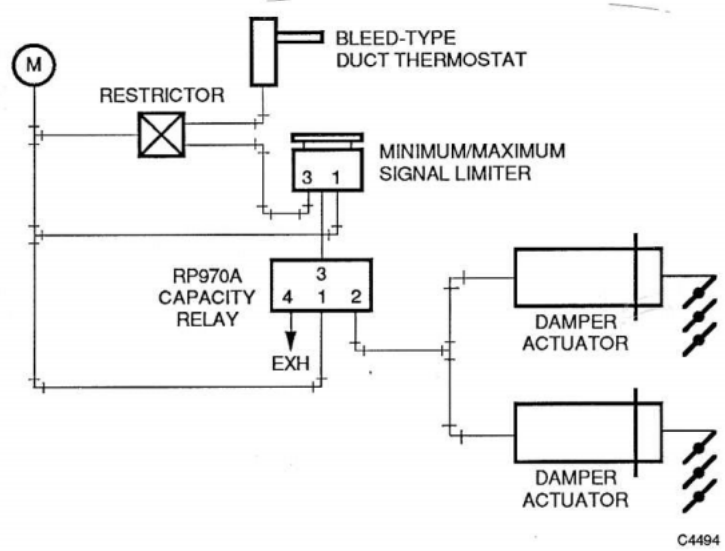 BLEED-TYPE
DUCT THERMOSTAT
M
RESTRICTOR
MINIMUM/MAXIMUM
SIGNAL LIMITER
3 1
RP970A
CAPACITY
RELAY
3
4 1 2
EXH
DAMPER
ACTUATOR
DAMPER
ACTUATOR
C4494